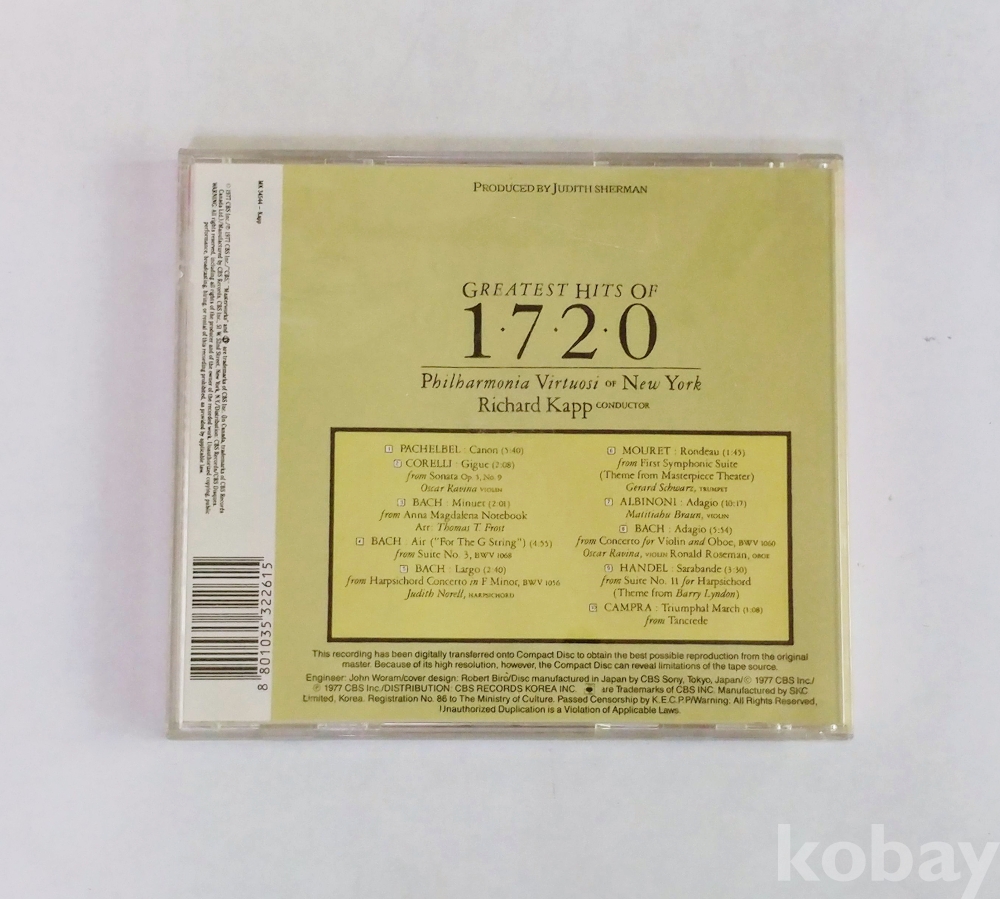 PRODUCED BY JUDITH SHERMAN
GREATEST HITS OF
1·7·2·0
Philharmonia Virtuosi OF New York
Richard Kapp CONDUCTOR
1 PACHELBEL : Canon (5:40)
2 CORELLI : Gigue (2:08)
from Sonata Op. 5, No. 9
Oscar Ravina VIOLIN
3 BACH : Minuet (2:01)
from Anna Magdalena Notebook
Arr: Thomas T. Frost
4 BACH : Air ("For The G String") (4:55)
from Suite No. 3, BWV 1068
5 BACH : Largo (2:40)
from Harpsichord Concerto in F Minor, BWV 1056
Judith Norell, HARPSICHORD
6 MOURET : Rondeau (1:45)
from First Symphonic Suite
(Theme from Masterpiece Theater)
Gerard Schwarz, TRUMPET
7 ALBINONI : Adagio (10:17)
Matitiahu Braun, VIOLIN
8 BACH : Adagio (5:54)
from Concerto for Violin and Oboe, BWV 1060
Oscar Ravina, VIOLIN Ronald Roseman, OBOE
9 HANDEL : Sarabande (3:30)
from Suite No. 11 for Harpsichord
(Theme from Barry Lyndon)
10 CAMPRA : Triumphal March (1:08)
from Tancrede
This recording has been digitally transferred onto Compact Disc to obtain the best possible reproduction from the original
master. Because of its high resolution, however, the Compact Disc can reveal limitations of the tape source.
Engineer: John Woram/cover design: Robert Biro/Disc manufactured in Japan by CBS Sony, Tokyo, Japan/© 1977 CBS Inc./
℗ 1977 CBS Inc./DISTRIBUTION: CBS RECORDS KOREA INC. are Trademarks of CBS INC. Manufactured by SKC
Limited, Korea. Registration No. 86 to The Ministry of Culture. Passed Censorship by K.E.C.P.P/Warning: All Rights Reserved,
Unauthorized Duplication is a Violation of Applicable Laws.
MK 34544 – Kapp
8 801035 322615
kobay